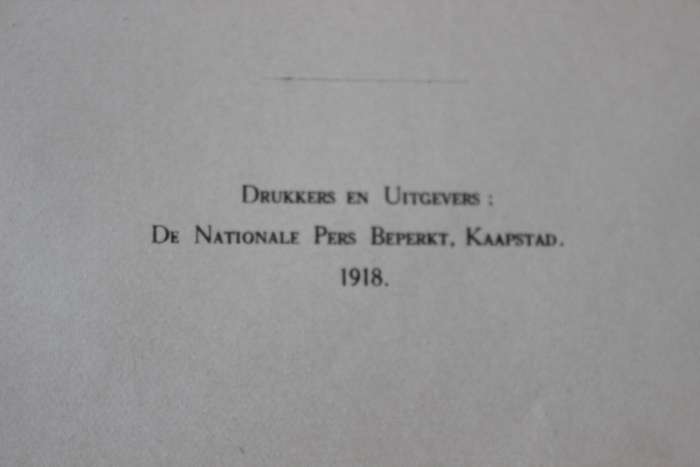 Drukkers en Uitgevers :
De Nationale Pers Beperkt, Kaapstad.
1918.